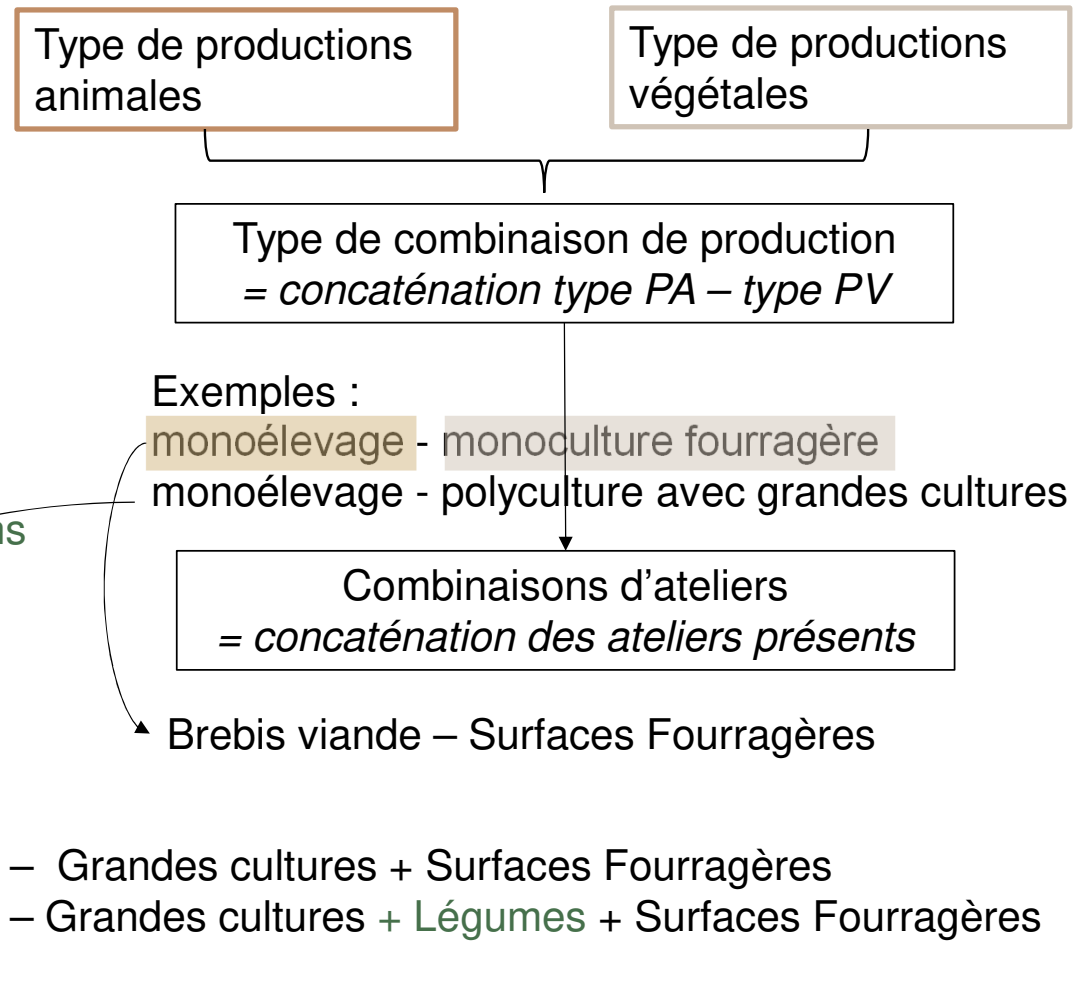 Type de productions
animales
Type de productions
végétales
Type de combinaison de production
= concaténation type PA – type PV
Exemples :
monoélevage - monoculture fourragère
monoélevage - polyculture avec grandes cultures
Combinaisons d'ateliers
= concaténation des ateliers présents
Brebis viande – Surfaces Fourragères
– Grandes cultures + Surfaces Fourragères
– Grandes cultures + Légumes + Surfaces Fourragères